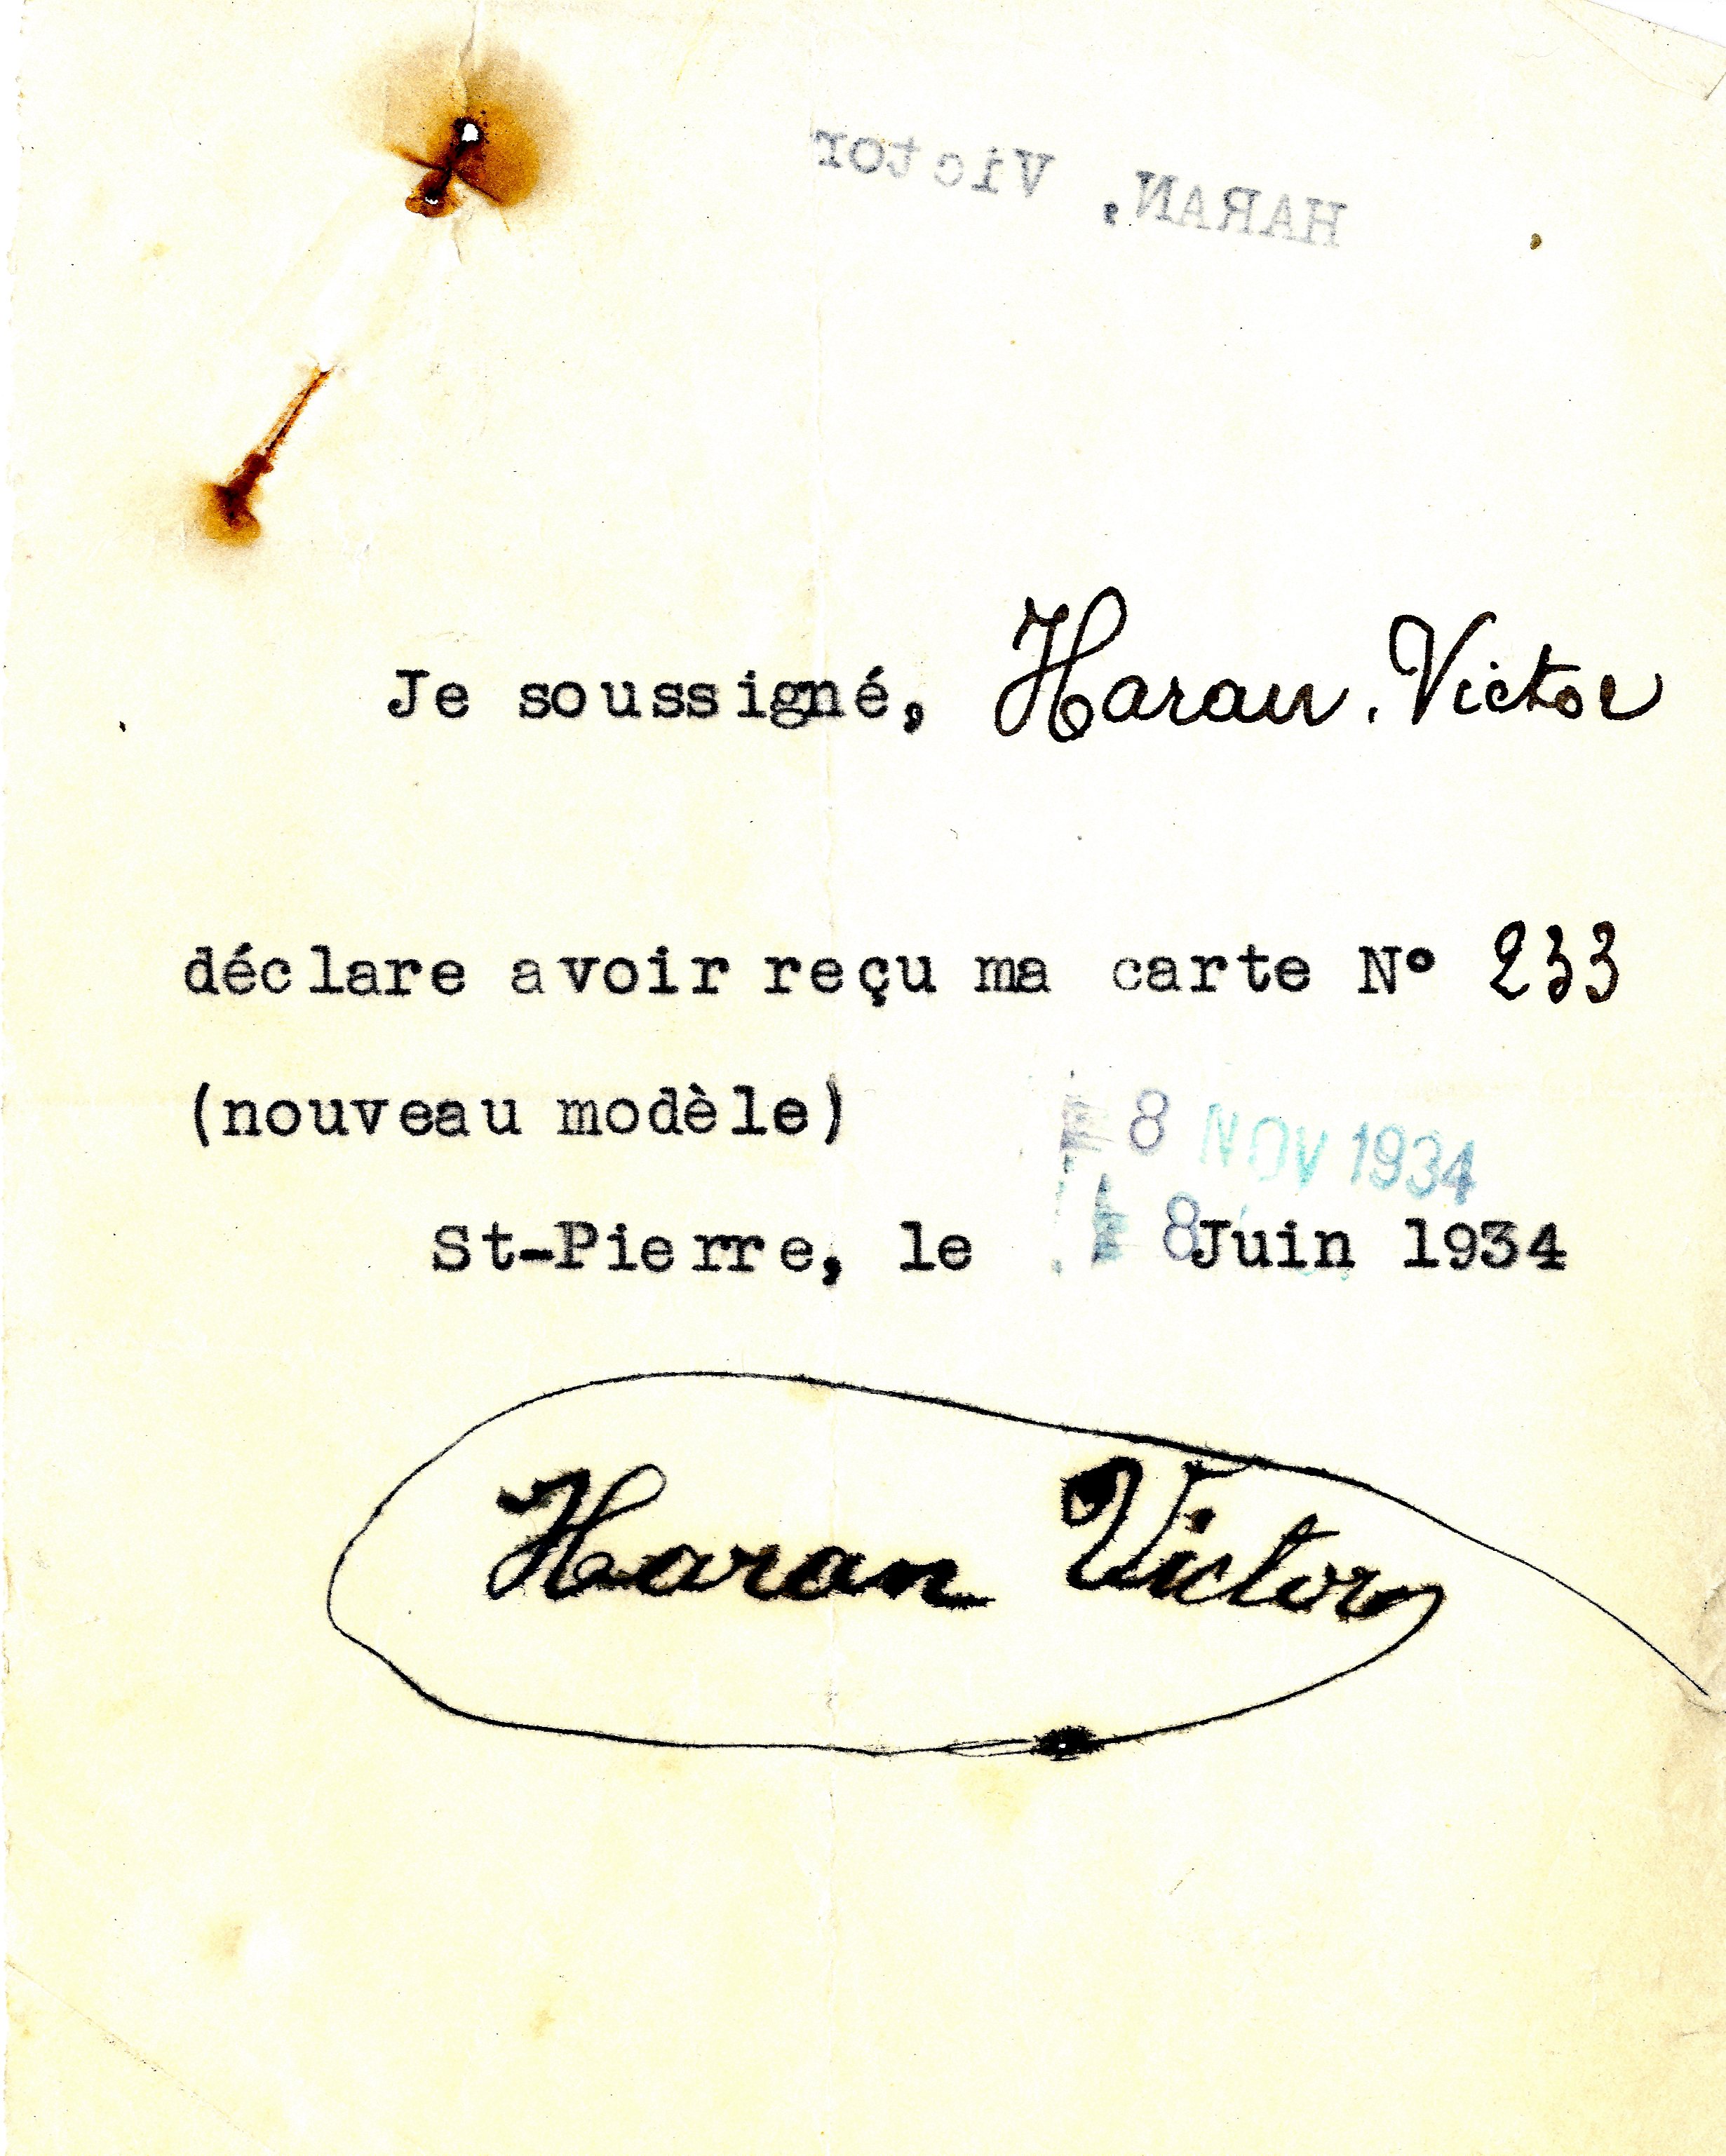 HARAN, Victor
Je soussigné, Haran. Victor
déclare avoir reçu ma carte N° 233
(nouveau modèle)
8 NOV 1934
St-Pierre, le 8 Juin 1934
Haran Victor